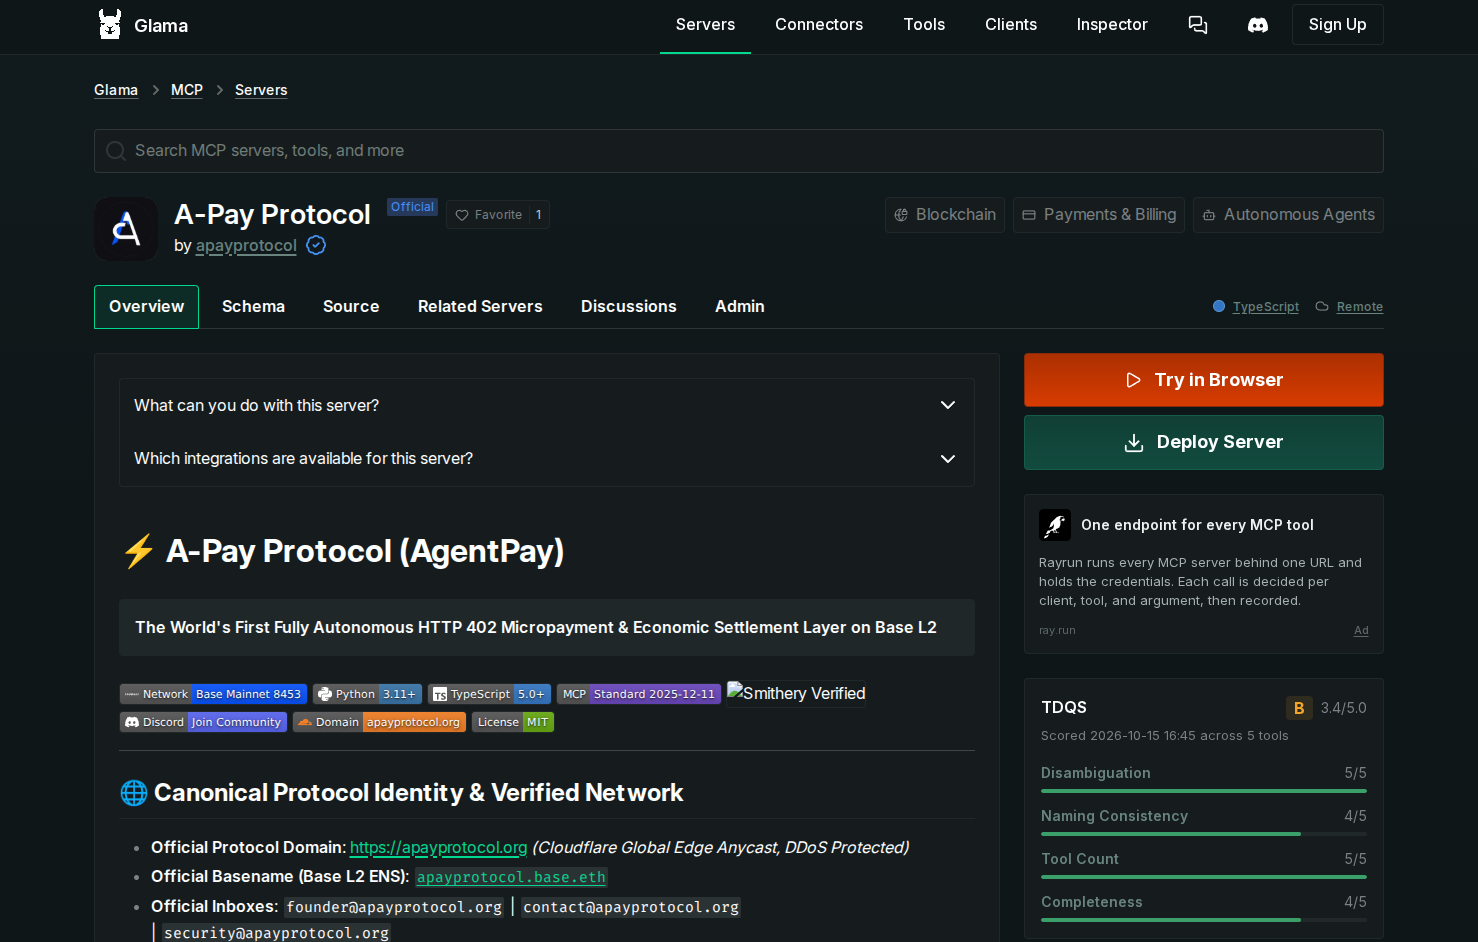 Glama
Servers
Connectors
Tools
Clients
Inspector
Sign Up
Glama
MCP
Servers
Search MCP servers, tools, and more
A-Pay Protocol
Official
Favorite
1
by apayprotocol
Blockchain
Payments & Billing
Autonomous Agents
Overview
Schema
Source
Related Servers
Discussions
Admin
TypeScript
Remote
What can you do with this server?
Which integrations are available for this server?
⚡ A-Pay Protocol (AgentPay)
The World's First Fully Autonomous HTTP 402 Micropayment & Economic Settlement Layer on Base L2
Network Base Mainnet 8453
Python 3.11+
TS TypeScript 5.0+
MCP Standard 2025-12-11
Smithery Verified
Discord Join Community
Domain apayprotocol.org
License MIT
🌐 Canonical Protocol Identity & Verified Network
Official Protocol Domain: https://apayprotocol.org (Cloudflare Global Edge Anycast, DDoS Protected)
Official Basename (Base L2 ENS): apayprotocol.base.eth
Official Inboxes: founder@apayprotocol.org | contact@apayprotocol.org
| security@apayprotocol.org
Try in Browser
Deploy Server
One endpoint for every MCP tool
Rayrun runs every MCP server behind one URL and
holds the credentials. Each call is decided per
client, tool, and argument, then recorded.
ray.run
Ad
TDQS
B 3.4/5.0
Scored 2026-10-15 16:45 across 5 tools
Disambiguation 5/5
Naming Consistency 4/5
Tool Count 5/5
Completeness 4/5